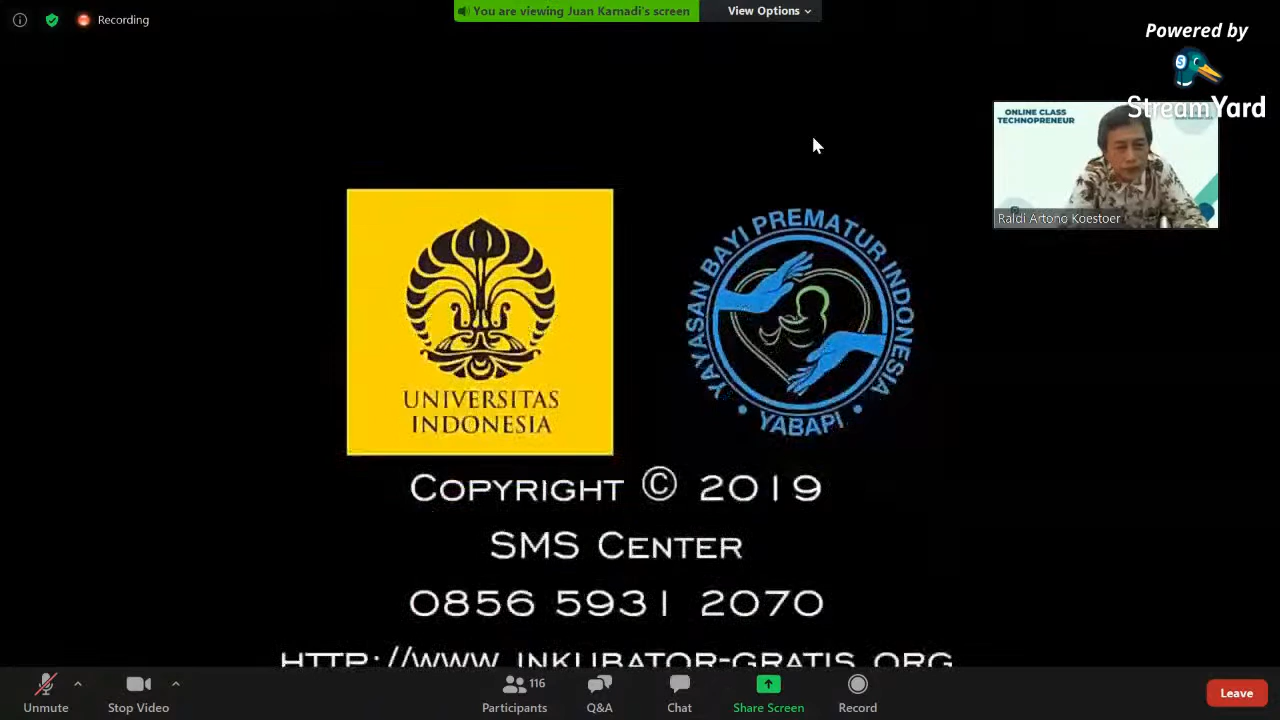 Recording
You are viewing Juan Karnadi's screen
View Options
Powered by
StreamYard
ONLINE CLASS
TECHNOPRENEUR
Raldi Artono Koestoer
UNIVERSITAS
INDONESIA
YAYASAN BAYI PREMATUR INDONESIA
• YABAPI •
COPYRIGHT © 2019
SMS CENTER
0856 5931 2070
HTTP://WWW.INKUBATOR-GRATIS.ORG
Unmute
Stop Video
Participants
116
Q&A
Chat
Share Screen
Record
Leave